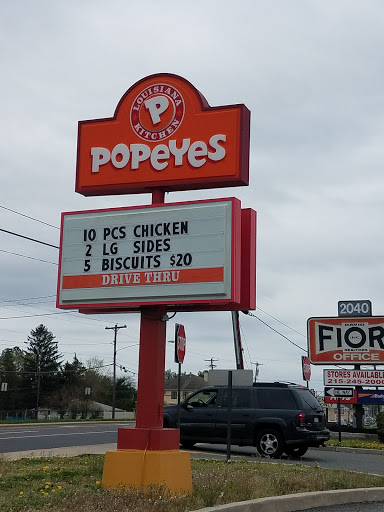 LOUISIANA
P
KITCHEN
POPEYES
10 PCS CHICKEN
2 LG SIDES
5 BISCUITS $20
DRIVE THRU
2040
FIOR
OFFICE
STORES AVAILABLE
215-245-2000